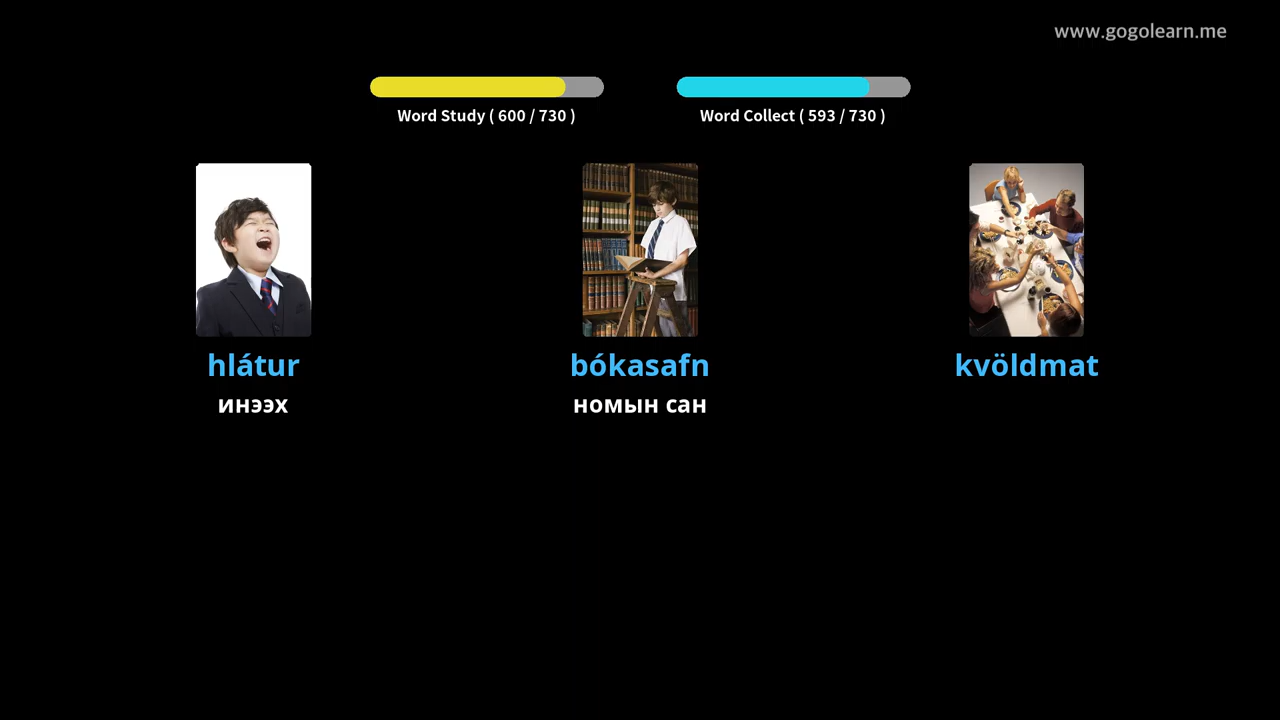 www.gogolearn.me
Word Study ( 600 / 730 )
Word Collect ( 593 / 730 )
hlátur
инээх
bókasafn
номын сан
kvöldmat